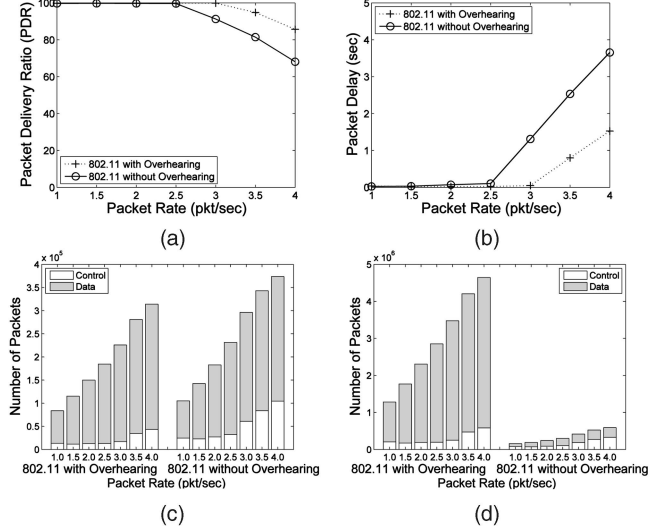 Packet Delivery Ratio (PDR)
100
80
60
40
20
0
802.11 with Overhearing
802.11 without Overhearing
1 1.5 2 2.5 3 3.5 4
Packet Rate (pkt/sec)
(a)
Packet Delay (sec)
5
4
3
2
1
0
802.11 with Overhearing
802.11 without Overhearing
1 1.5 2 2.5 3 3.5 4
Packet Rate (pkt/sec)
(b)
x 10^5
Number of Packets
4
3.5
3
2.5
2
1.5
1
0.5
0
Control
Data
1.0 1.5 2.0 2.5 3.0 3.5 4.0 1.0 1.5 2.0 2.5 3.0 3.5 4.0
802.11 with Overhearing 802.11 without Overhearing
Packet Rate (pkt/sec)
(c)
x 10^6
Number of Packets
5
4
3
2
1
0
Control
Data
1.0 1.5 2.0 2.5 3.0 3.5 4.0 1.0 1.5 2.0 2.5 3.0 3.5 4.0
802.11 with Overhearing 802.11 without Overhearing
Packet Rate (pkt/sec)
(d)